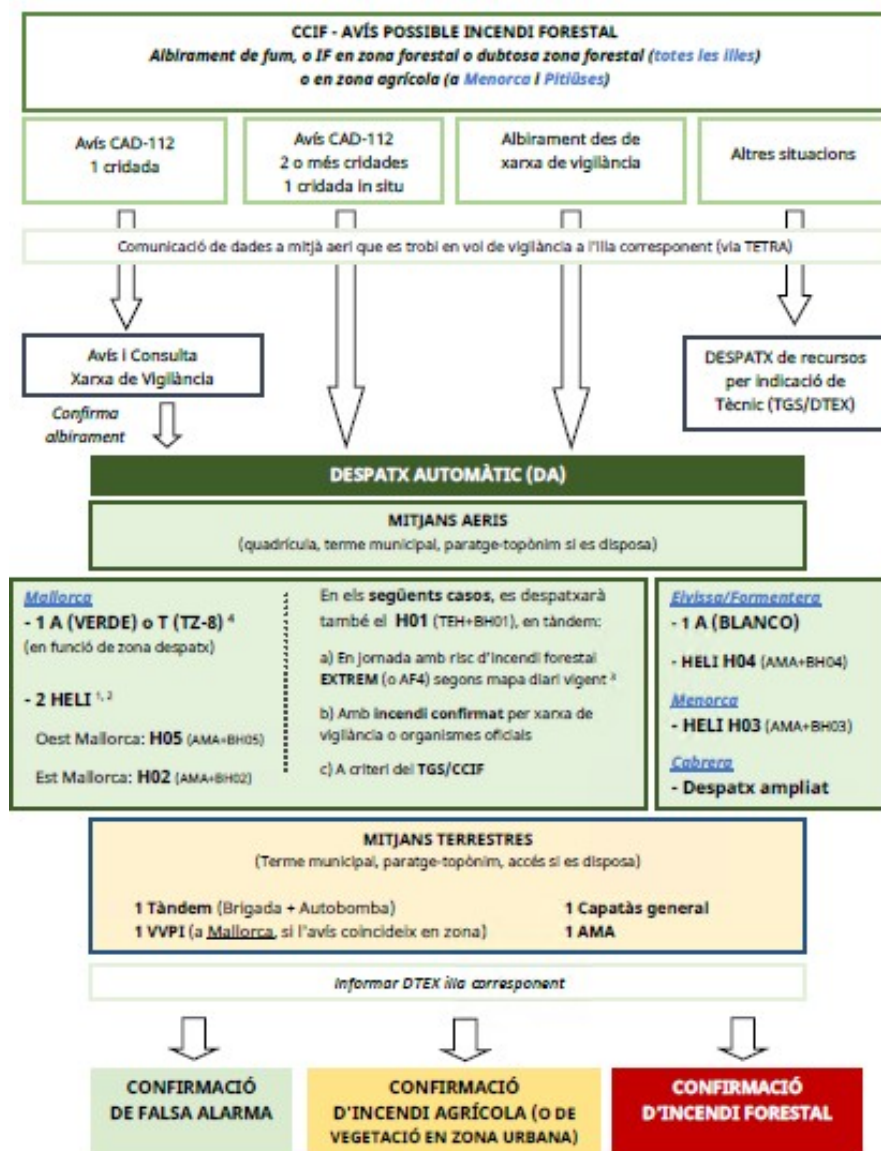 CCIF - AVÍS POSSIBLE INCENDI FORESTAL
Albirament de fum, o IF en zona forestal o dubtosa zona forestal (totes les illes)
o en zona agrícola (a Menorca i Pitiüses)
Avís CAD-112
1 cridada
Avís CAD-112
2 o més cridades
1 cridada in situ
Albirament des de
xarxa de vigilància
Altres situacions
Comunicació de dades a mitjà aeri que es trobi en vol de vigilància a l'illa corresponent (via TETRA)
Avís i Consulta
Xarxa de Vigilància
DESPATX de recursos
per indicació de
Tècnic (TGS/DTEX)
Confirma
albirament
DESPATX AUTOMÀTIC (DA)
MITJANS AERIS
(quadrícula, terme municipal, paratge-topònim si es disposa)
Mallorca
- 1 A (VERDE) o T (TZ-8) ⁴
(en funció de zona despatx)
- 2 HELI ¹, ²
Oest Mallorca: H05 (AMA+BH05)
Est Mallorca: H02 (AMA+BH02)
En els següents casos, es despatxarà
també el H01 (TEH+BH01), en tàndem:
a) En jornada amb risc d'incendi forestal
EXTREM (o AF4) segons mapa diari vigent ³
b) Amb incendi confirmat per xarxa de
vigilància o organismes oficials
c) A criteri del TGS/CCIF
Eivissa/Formentera
- 1 A (BLANCO)
- HELI H04 (AMA+BH04)
Menorca
- HELI H03 (AMA+BH03)
Cabrera
- Despatx ampliat
MITJANS TERRESTRES
(Terme municipal, paratge-topònim, accés si es disposa)
1 Tàndem (Brigada + Autobomba)
1 VVPI (a Mallorca, si l'avís coincideix en zona)
1 Capatàs general
1 AMA
Informar DTEX illa corresponent
CONFIRMACIÓ
DE FALSA ALARMA
CONFIRMACIÓ
D'INCENDI AGRÍCOLA (O DE
VEGETACIÓ EN ZONA URBANA)
CONFIRMACIÓ
D'INCENDI FORESTAL